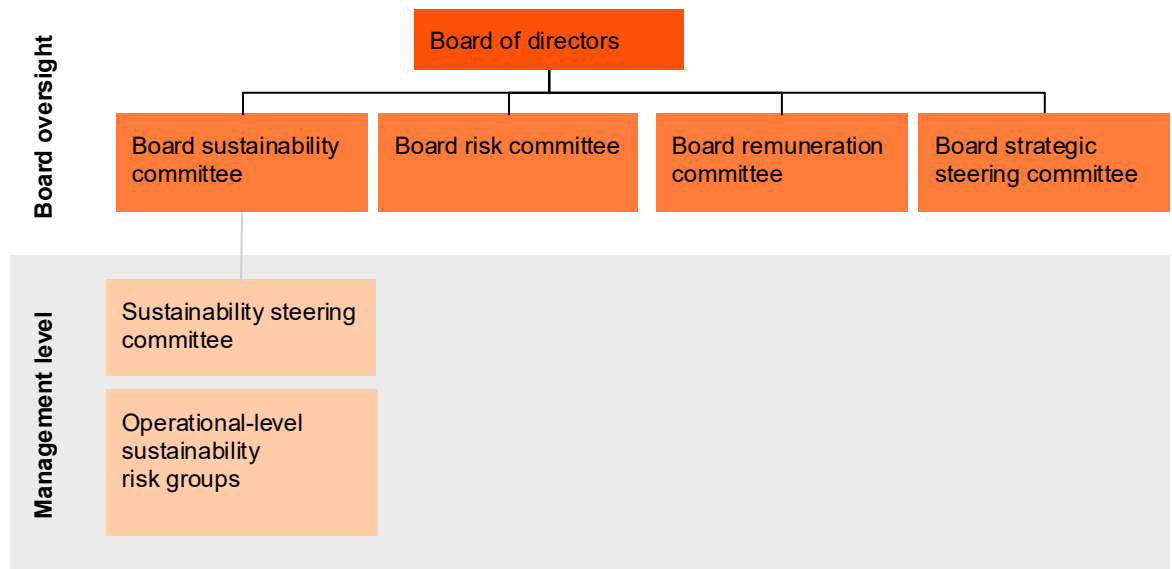 Board oversight
Board of directors
Board sustainability
committee
Board risk committee
Board remuneration
committee
Board strategic
steering committee
Management level
Sustainability steering
committee
Operational-level
sustainability
risk groups